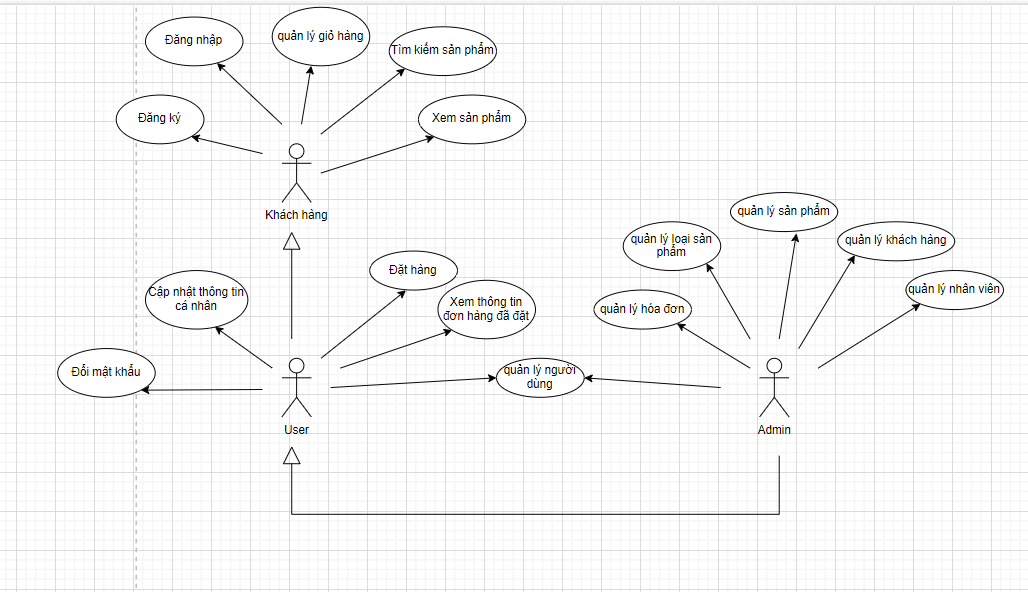 Đăng nhập
quản lý giỏ hàng
Tìm kiếm sản phẩm
Đăng ký
Xem sản phẩm
Khách hàng
quản lý sản phẩm
quản lý loại sản
phẩm
quản lý khách hàng
Đặt hàng
Cập nhật thông tin
cá nhân
Xem thông tin
đơn hàng đã đặt
quản lý hóa đơn
quản lý nhân viên
Đổi mật khẩu
quản lý người
dùng
User
Admin